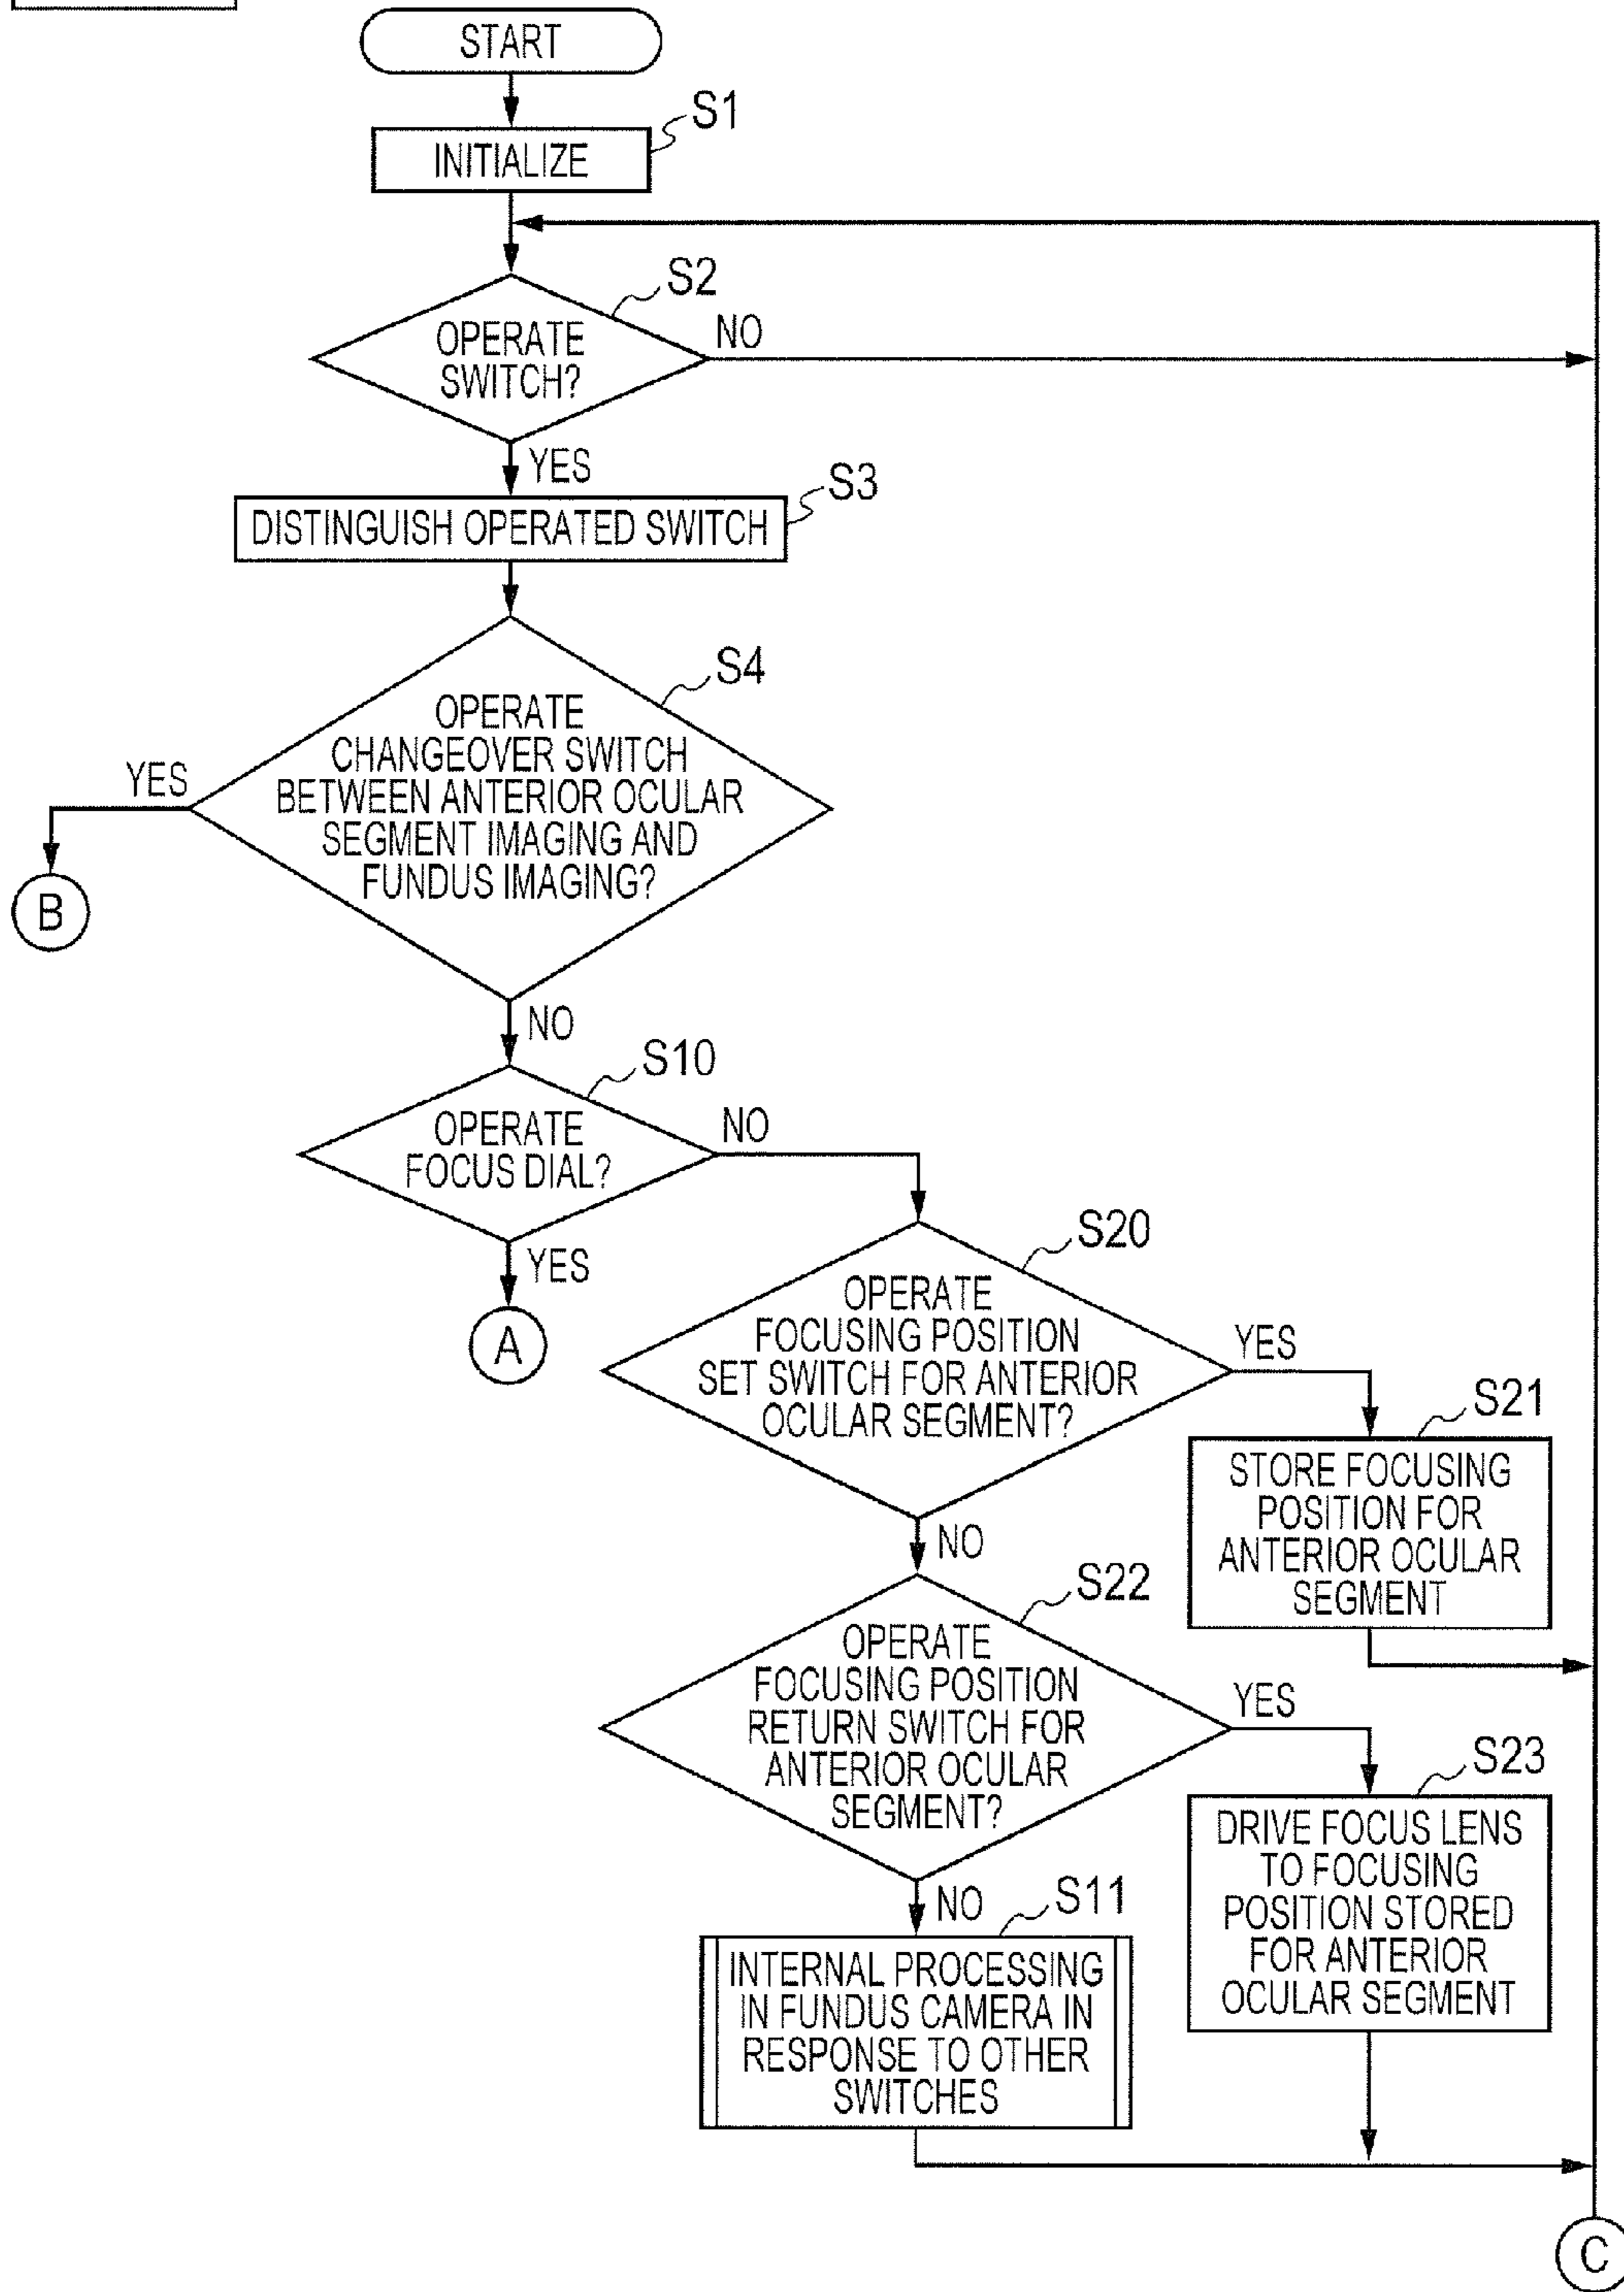 START
S1
INITIALIZE
S2
OPERATE
SWITCH?
NO
YES
S3
DISTINGUISH OPERATED SWITCH
S4
OPERATE
CHANGEOVER SWITCH
BETWEEN ANTERIOR OCULAR
SEGMENT IMAGING AND
FUNDUS IMAGING?
YES
B
NO
S10
OPERATE
FOCUS DIAL?
NO
YES
A
S20
OPERATE
FOCUSING POSITION
SET SWITCH FOR ANTERIOR
OCULAR SEGMENT?
YES
S21
STORE FOCUSING
POSITION FOR
ANTERIOR OCULAR
SEGMENT
NO
S22
OPERATE
FOCUSING POSITION
RETURN SWITCH FOR
ANTERIOR OCULAR
SEGMENT?
YES
S23
DRIVE FOCUS LENS
TO FOCUSING
POSITION STORED
FOR ANTERIOR
OCULAR SEGMENT
NO
S11
INTERNAL PROCESSING
IN FUNDUS CAMERA IN
RESPONSE TO OTHER
SWITCHES
C